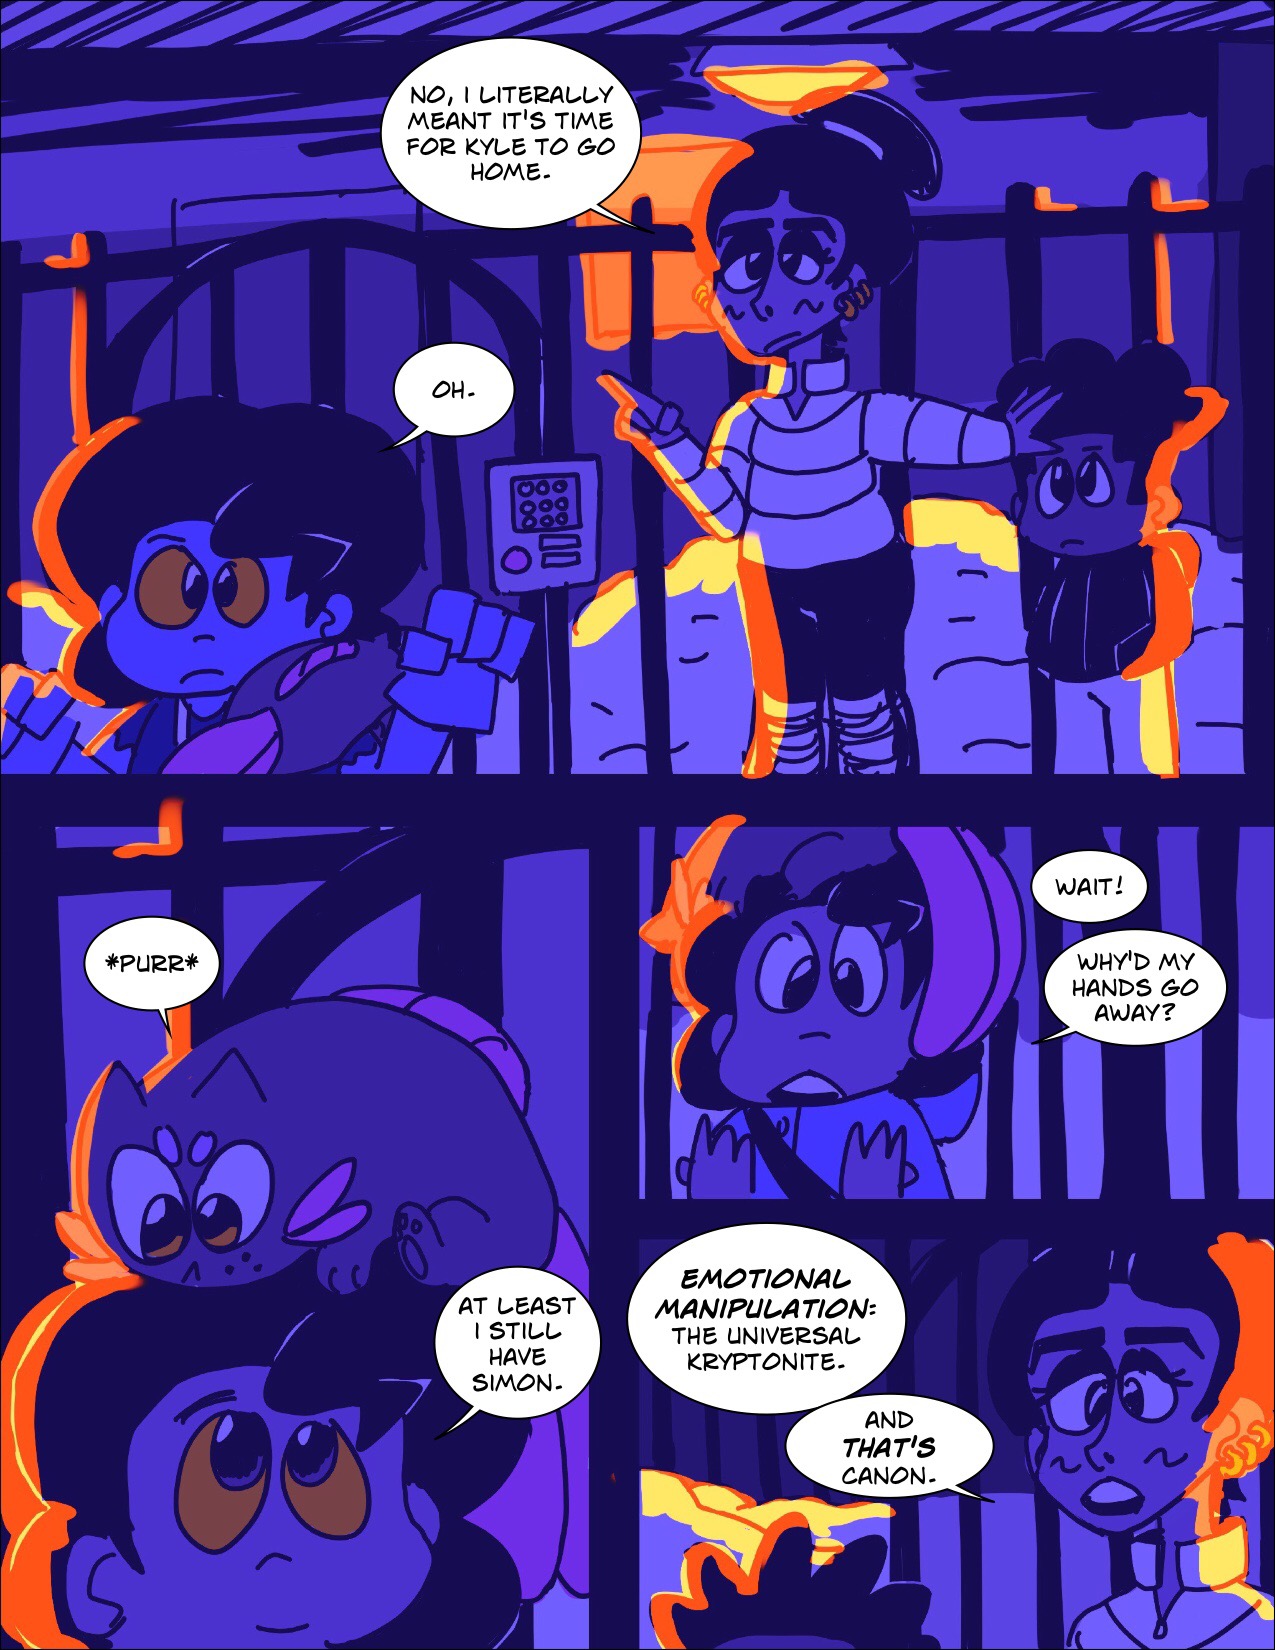 NO, I LITERALLY
MEANT IT'S TIME
FOR KYLE TO GO
HOME.
OH.
*PURR*
AT LEAST
I STILL
HAVE
SIMON.
WAIT!
WHY'D MY
HANDS GO
AWAY?
EMOTIONAL
MANIPULATION:
THE UNIVERSAL
KRYPTONITE.
AND
THAT'S
CANON.